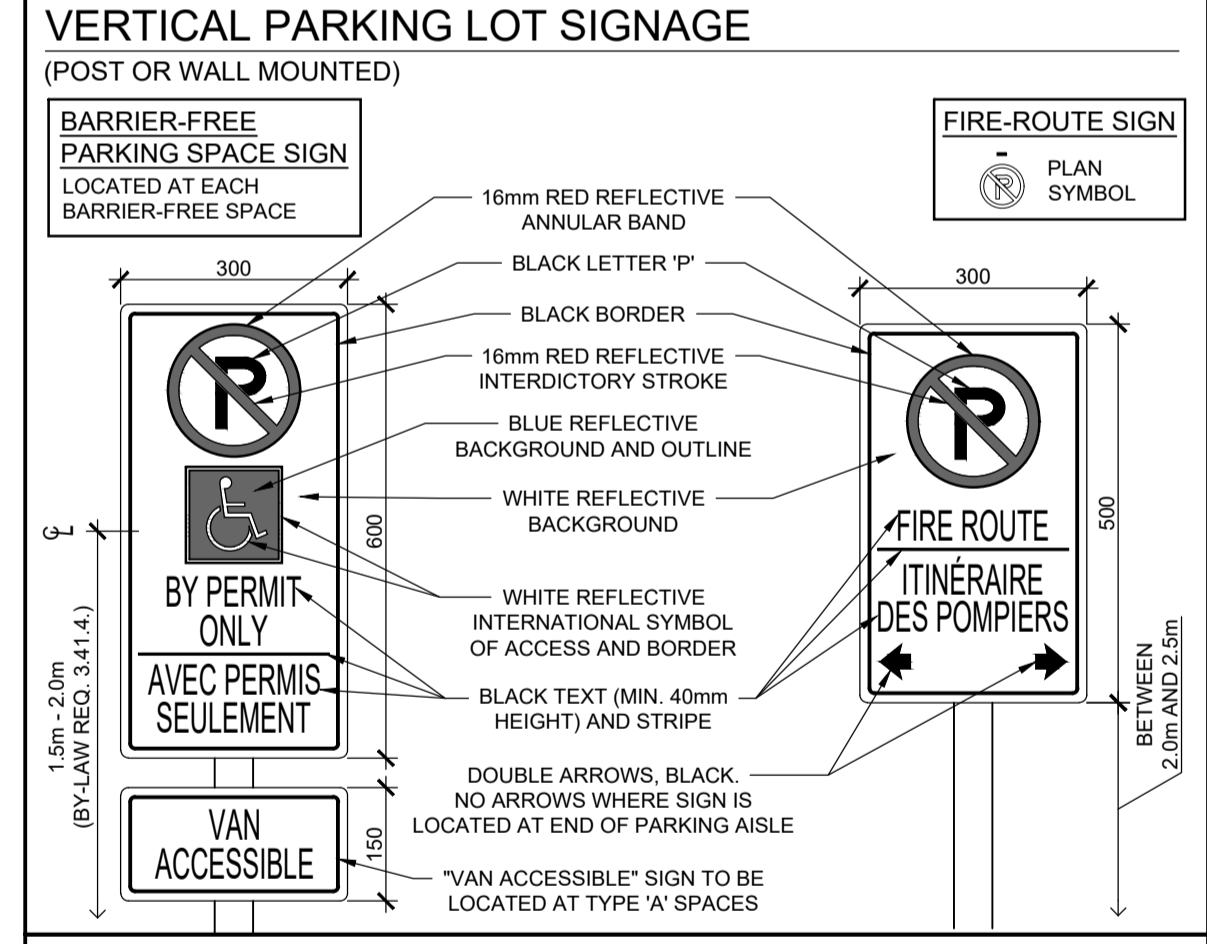 VERTICAL PARKING LOT SIGNAGE
(POST OR WALL MOUNTED)
BARRIER-FREE
PARKING SPACE SIGN
LOCATED AT EACH
BARRIER-FREE SPACE
FIRE-ROUTE SIGN
PLAN
SYMBOL
P
16mm RED REFLECTIVE
ANNULAR BAND
BLACK LETTER 'P'
BLACK BORDER
16mm RED REFLECTIVE
INTERDICTORY STROKE
BLUE REFLECTIVE
BACKGROUND AND OUTLINE
WHITE REFLECTIVE
BACKGROUND
WHITE REFLECTIVE
INTERNATIONAL SYMBOL
OF ACCESS AND BORDER
BLACK TEXT (MIN. 40mm
HEIGHT) AND STRIPE
DOUBLE ARROWS, BLACK.
NO ARROWS WHERE SIGN IS
LOCATED AT END OF PARKING AISLE
"VAN ACCESSIBLE" SIGN TO BE
LOCATED AT TYPE 'A' SPACES
300
P
BY PERMIT
ONLY
AVEC PERMIS
SEULEMENT
600
VAN
ACCESSIBLE
150
CL
1.5m - 2.0m
(BY-LAW REQ. 3.41.4.)
300
P
FIRE ROUTE
ITINÉRAIRE
DES POMPIERS
500
BETWEEN
2.0m AND 2.5m